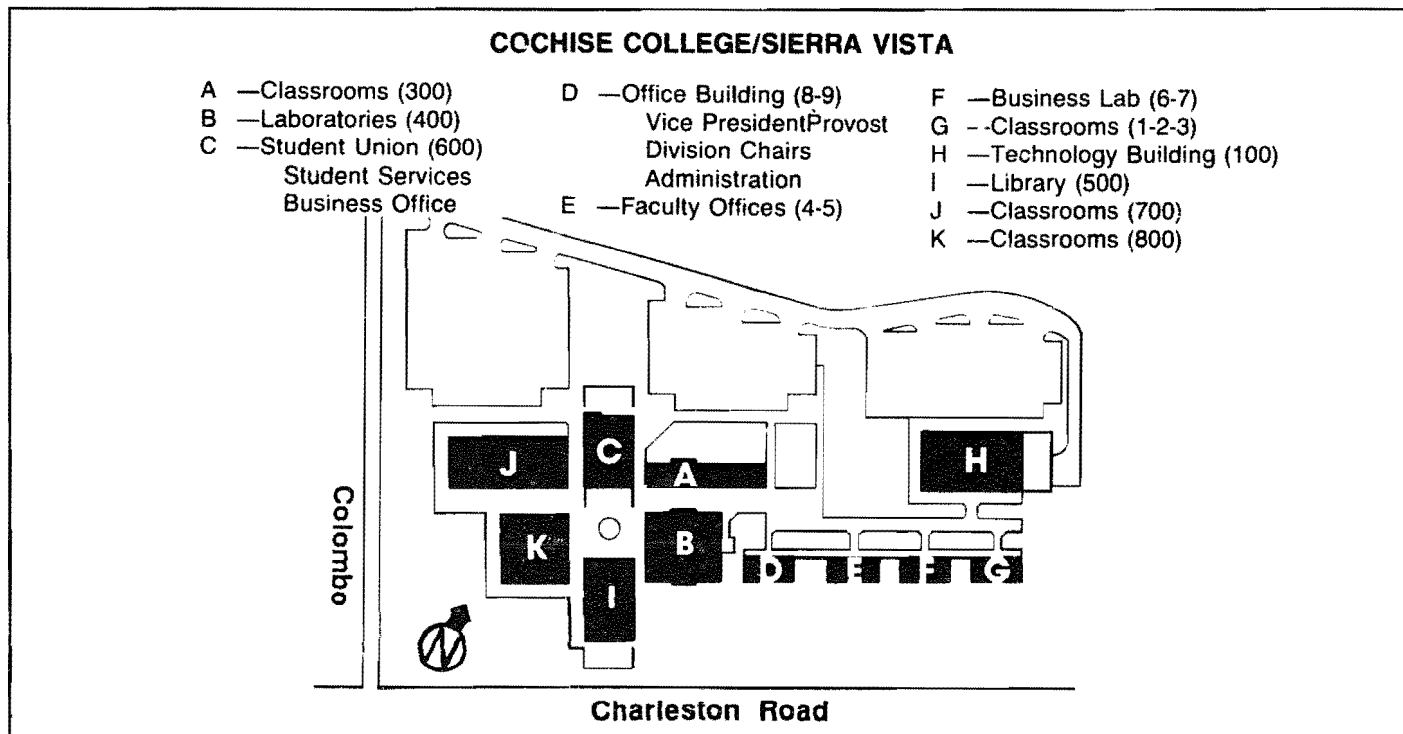 COCHISE COLLEGE/SIERRA VISTA
A —Classrooms (300)
B —Laboratories (400)
C —Student Union (600)
Student Services
Business Office
D —Office Building (8-9)
Vice President Provost
Division Chairs
Administration
E —Faculty Offices (4-5)
F —Business Lab (6-7)
G --Classrooms (1-2-3)
H —Technology Building (100)
I —Library (500)
J —Classrooms (700)
K —Classrooms (800)
J
C
A
H
K
B
I
D
E
F
G
Colombo
N
Charleston Road